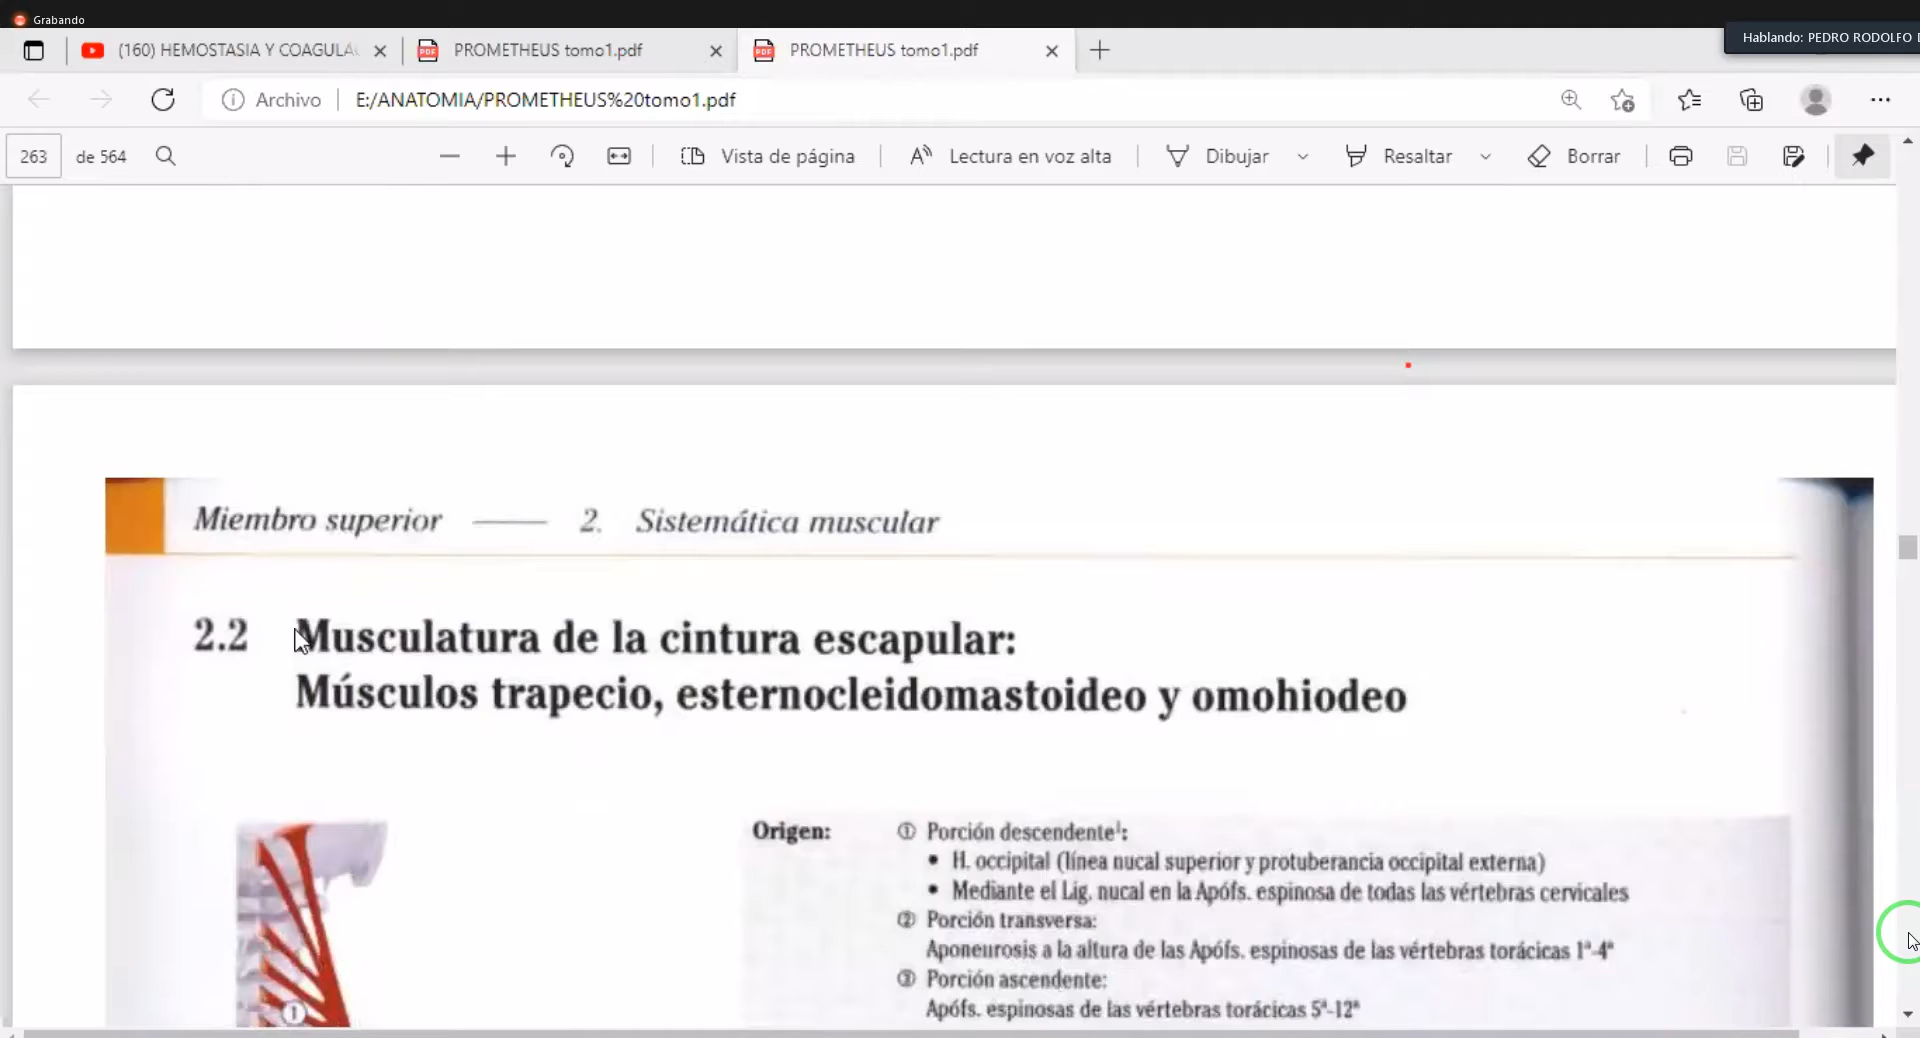 Grabando
(160) HEMOSTASIA Y COAGULA
PROMETHEUS tomo1.pdf
PROMETHEUS tomo1.pdf
Hablando: PEDRO RODOLFO
Archivo
E:/ANATOMIA/PROMETHEUS%20tomo1.pdf
263 de 564
Vista de página
Lectura en voz alta
Dibujar
Resaltar
Borrar
Miembro superior —— 2. Sistemática muscular
2.2 Musculatura de la cintura escapular:
Músculos trapecio, esternocleidomastoideo y omohiodeo
Origen: ① Porción descendente¹:
• H. occipital (línea nucal superior y protuberancia occipital externa)
• Mediante el Lig. nucal en la Apófs. espinosa de todas las vértebras cervicales
② Porción transversa:
Aponeurosis a la altura de las Apófs. espinosas de las vértebras torácicas 1ª-4ª
③ Porción ascendente:
Apófs. espinosas de las vértebras torácicas 5ª-12ª
①